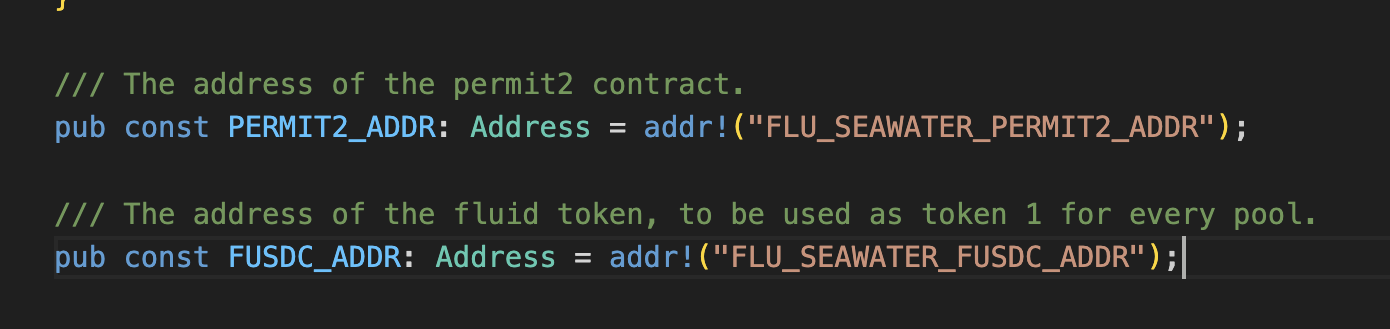 }
/// The address of the permit2 contract.
pub const PERMIT2_ADDR: Address = addr!("FLU_SEAWATER_PERMIT2_ADDR");
/// The address of the fluid token, to be used as token 1 for every pool.
pub const FUSDC_ADDR: Address = addr!("FLU_SEAWATER_FUSDC_ADDR");